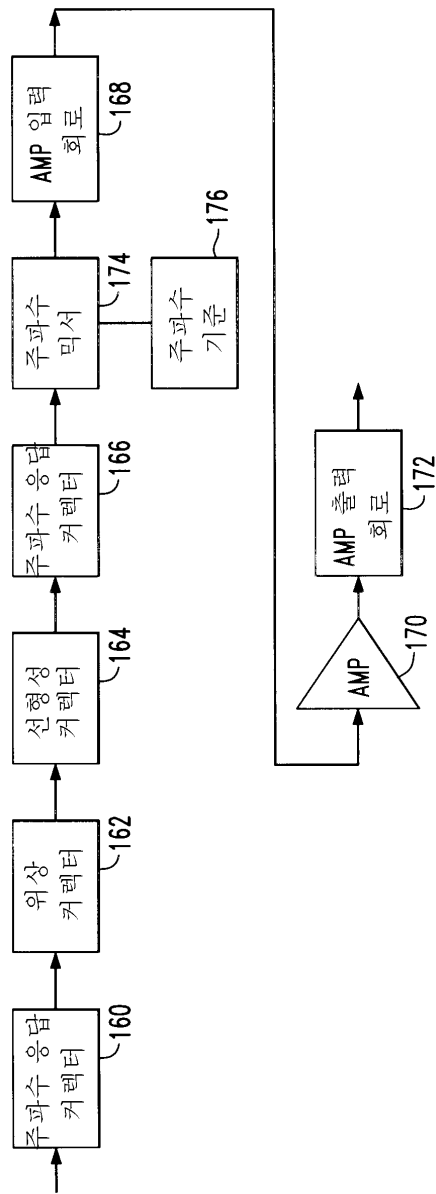 주파수 응답
커렉터
160
위상
커렉터
162
선형성
커렉터
164
주파수 응답
커렉터
166
주파수
믹서
174
주파수
기준
176
AMP 입력
회로
168
AMP
170
AMP 출력
회로
172